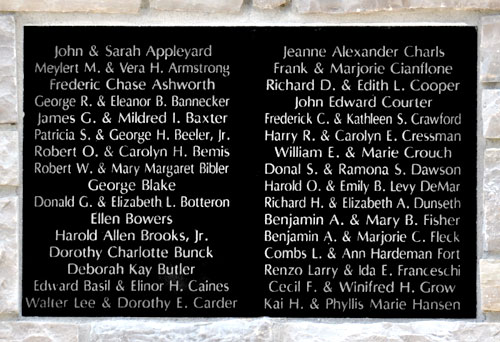 John & Sarah Appleyard
Meylert M. & Vera H. Armstrong
Frederic Chase Ashworth
George R. & Eleanor B. Bannecker
James G. & Mildred I. Baxter
Patricia S. & George H. Beeler, Jr.
Robert O. & Carolyn H. Bemis
Robert W. & Mary Margaret Bibler
George Blake
Donald G. & Elizabeth L. Botteron
Ellen Bowers
Harold Allen Brooks, Jr.
Dorothy Charlotte Bunck
Deborah Kay Butler
Edward Basil & Elinor H. Caines
Walter Lee & Dorothy E. Carder
Jeanne Alexander Charls
Frank & Marjorie Cianflone
Richard D. & Edith L. Cooper
John Edward Courter
Frederick C. & Kathleen S. Crawford
Harry R. & Carolyn E. Cressman
William E. & Marie Crouch
Donal S. & Ramona S. Dawson
Harold O. & Emily B. Levy DeMar
Richard H. & Elizabeth A. Dunseth
Benjamin A. & Mary B. Fisher
Benjamin A. & Marjorie C. Fleck
Combs L. & Ann Hardeman Fort
Renzo Larry & Ida E. Franceschi
Cecil F. & Winifred H. Grow
Kai H. & Phyllis Marie Hansen